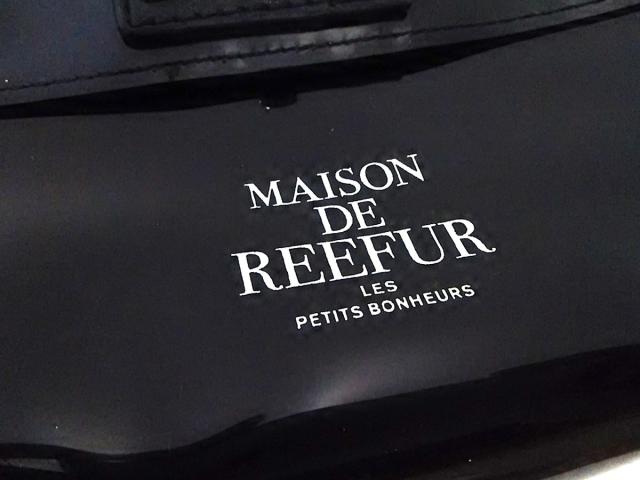 MAISON
DE
REEFUR
LES
PETITS BONHEURS